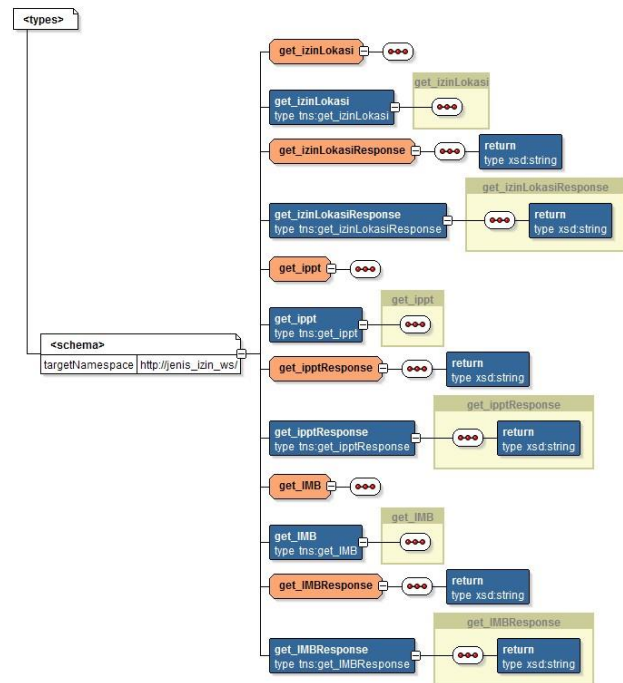 <types>
get_izinLokasi
get_izinLokasi
get_izinLokasi
type tns:get_izinLokasi
get_izinLokasiResponse
return
type xsd:string
get_izinLokasiResponse
get_izinLokasiResponse
type tns:get_izinLokasiResponse
return
type xsd:string
get_ippt
get_ippt
get_ippt
type tns:get_ippt
<schema>
targetNamespace http://jenis_izin_ws/
get_ipptResponse
return
type xsd:string
get_ipptResponse
get_ipptResponse
type tns:get_ipptResponse
return
type xsd:string
get_IMB
get_IMB
get_IMB
type tns:get_IMB
get_IMBResponse
return
type xsd:string
get_IMBResponse
get_IMBResponse
type tns:get_IMBResponse
return
type xsd:string